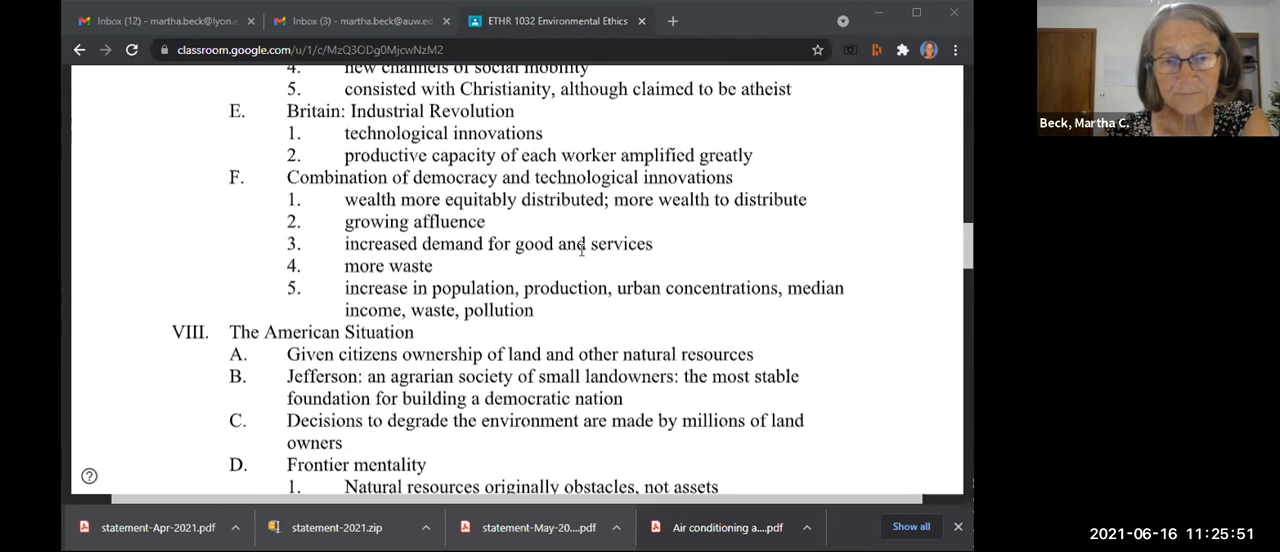 Inbox (12) - martha.beck@lyon.e
Inbox (3) - martha.beck@auw.ed
ETHR 1032 Environmental Ethics
classroom.google.com/u/1/c/MzQ3ODg0MjcwNzM2
4. new channels of social mobility
5. consisted with Christianity, although claimed to be atheist
E. Britain: Industrial Revolution
1. technological innovations
2. productive capacity of each worker amplified greatly
F. Combination of democracy and technological innovations
1. wealth more equitably distributed; more wealth to distribute
2. growing affluence
3. increased demand for good and services
4. more waste
5. increase in population, production, urban concentrations, median
income, waste, pollution
VIII. The American Situation
A. Given citizens ownership of land and other natural resources
B. Jefferson: an agrarian society of small landowners: the most stable
foundation for building a democratic nation
C. Decisions to degrade the environment are made by millions of land
owners
D. Frontier mentality
1. Natural resources originally obstacles, not assets
statement-Apr-2021.pdf
statement-2021.zip
statement-May-20....pdf
Air conditioning a....pdf
Show all
Beck, Martha C.
2021-06-16 11:25:51